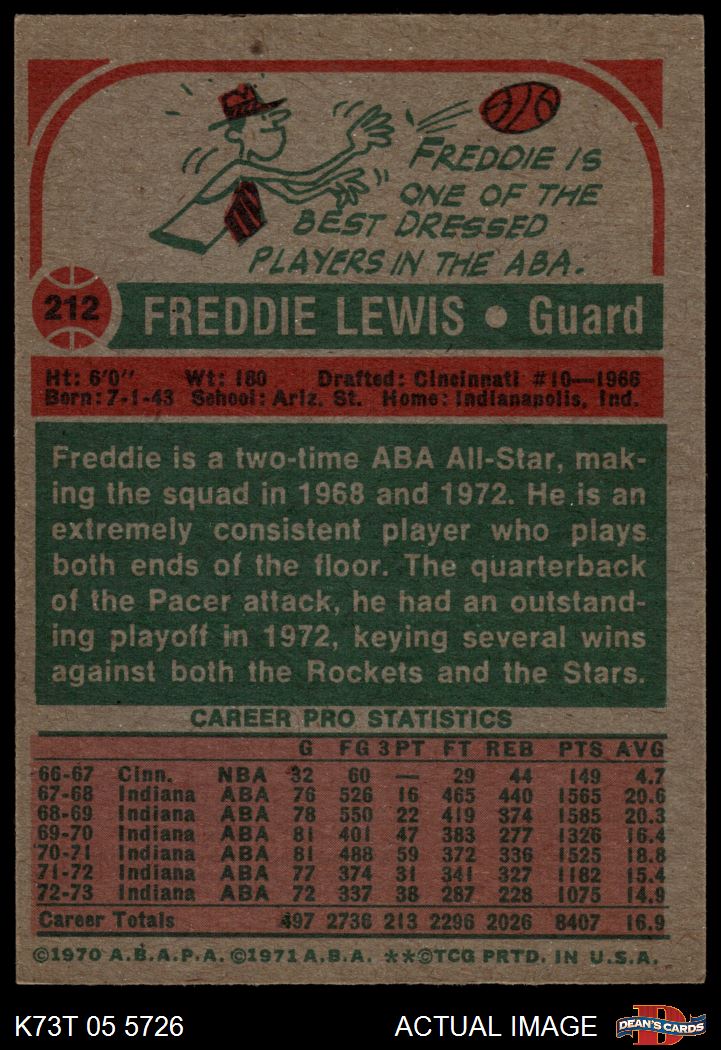 FREDDIE IS
ONE OF THE
BEST DRESSED
PLAYERS IN THE ABA.
212 FREDDIE LEWIS • Guard
Ht: 6'0" Wt: 180 Drafted: Cincinnati #10—1966
Born: 7-1-43 School: Ariz. St. Home: Indianapolis, Ind.
Freddie is a two-time ABA All-Star, mak-
ing the squad in 1968 and 1972. He is an
extremely consistent player who plays
both ends of the floor. The quarterback
of the Pacer attack, he had an outstand-
ing playoff in 1972, keying several wins
against both the Rockets and the Stars.
CAREER PRO STATISTICS
G FG 3PT FT REB PTS AVG
66-67 Cinn. NBA 32 60 — 29 44 149 4.7
67-68 Indiana ABA 76 526 16 465 440 1565 20.6
68-69 Indiana ABA 78 550 22 419 374 1585 20.3
69-70 Indiana ABA 81 401 47 383 277 1326 16.4
70-71 Indiana ABA 81 488 59 372 336 1525 18.8
71-72 Indiana ABA 77 374 31 341 327 1182 15.4
72-73 Indiana ABA 72 337 38 287 228 1075 14.9
Career Totals 497 2736 213 2296 2026 8407 16.9
©1970 A.B.A.P.A. ©1971 A.B.A. **©TCG PRTD. IN U.S.A.
K73T 05 5726 ACTUAL IMAGE DEAN'S CARDS